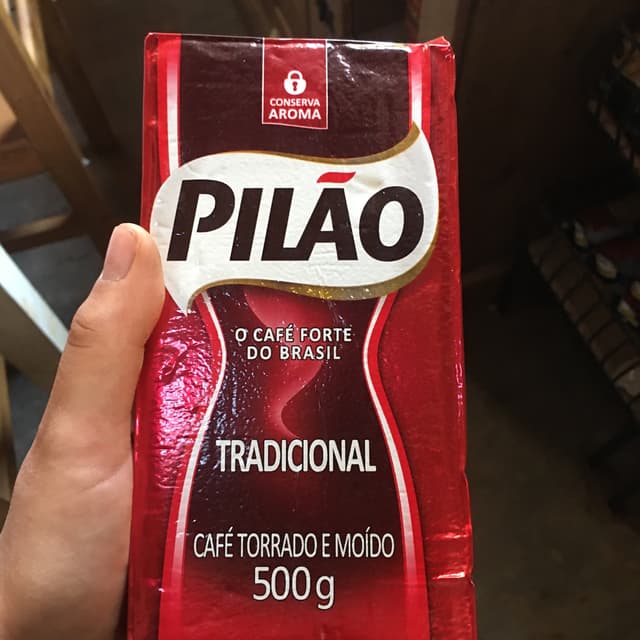 CONSERVA
AROMA
PILÃO
O CAFÉ FORTE
DO BRASIL
TRADICIONAL
CAFÉ TORRADO E MOÍDO
500g